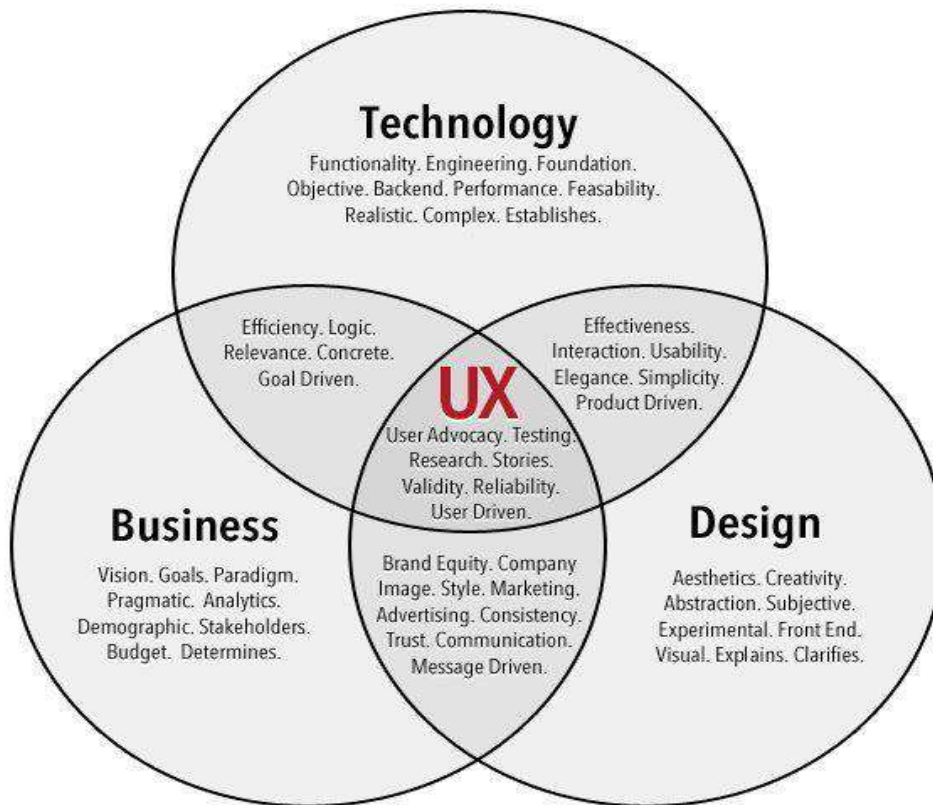 Technology
Functionality. Engineering. Foundation.
Objective. Backend. Performance. Feasability.
Realistic. Complex. Establishes.
Efficiency. Logic.
Relevance. Concrete.
Goal Driven.
Effectiveness.
Interaction. Usability.
Elegance. Simplicity.
Product Driven.
UX
User Advocacy. Testing.
Research. Stories.
Validity. Reliability.
User Driven.
Business
Vision. Goals. Paradigm.
Pragmatic. Analytics.
Demographic. Stakeholders.
Budget. Determines.
Brand Equity. Company
Image. Style. Marketing.
Advertising. Consistency.
Trust. Communication.
Message Driven.
Design
Aesthetics. Creativity.
Abstraction. Subjective.
Experimental. Front End.
Visual. Explains. Clarifies.